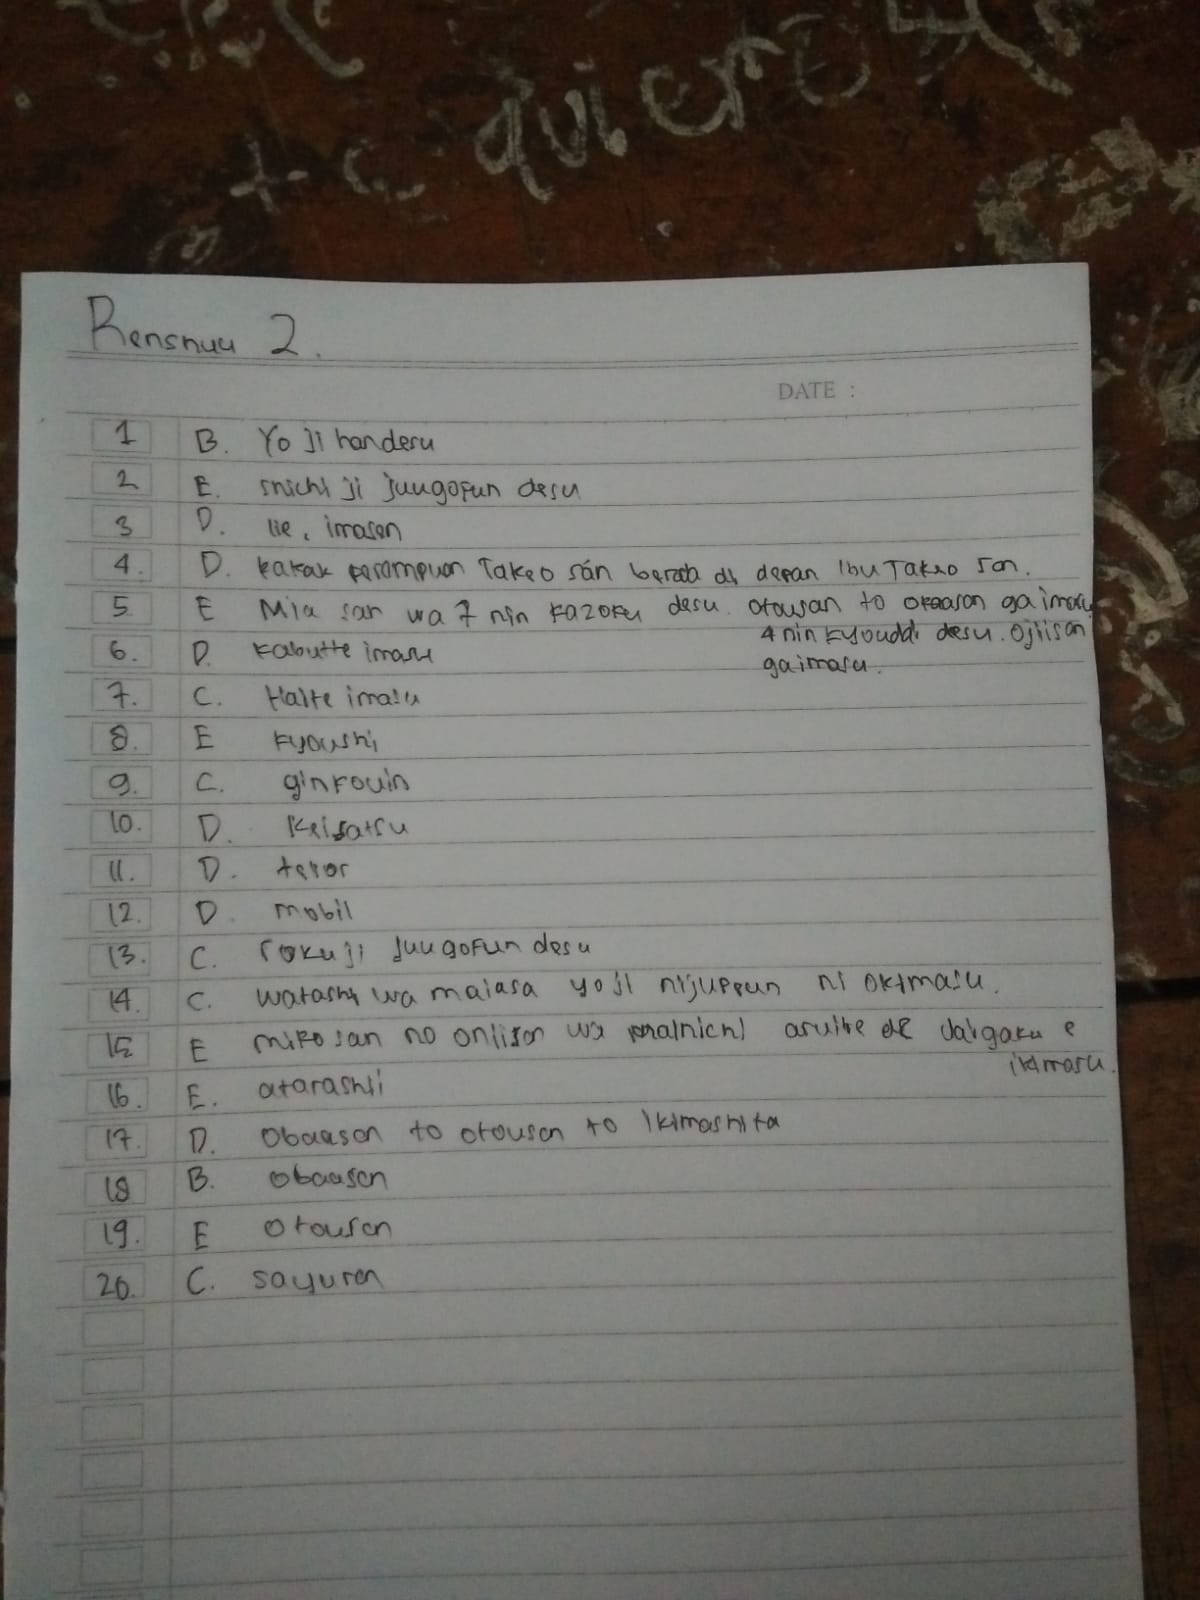 + c quierot
Renshuu 2.
DATE :
1 B. Yo ji handesu
2 E. shichi ji juugofun desu
3 D. Iie, imasen
4. D. kakak perempuan Takeo san berada di depan Ibu Takeo san.
5 E Mia san wa 7 nin kazoku desu. otousan to okaasan ga imasu
4 nin kyoudai desu. Ojiisan
6. D. kabutte imasu
gaimasu.
7. C. Haite imasu
8. E kyoushi
9. C. ginkouin
10. D. keisatsu
11. D. teror
12. D. mobil
13. C. rokuji juugofun desu
14. C. watashi wa maiasa yoji nijuppun ni okimasu.
15 E miko san no oniisan wa mainichi aruite de daigaku e
ikimasu.
16. E. atarashii
17. D. Obaasan to otousan to Ikimashita
18 B. obaasan
19. E otousan
20. C. sayuran